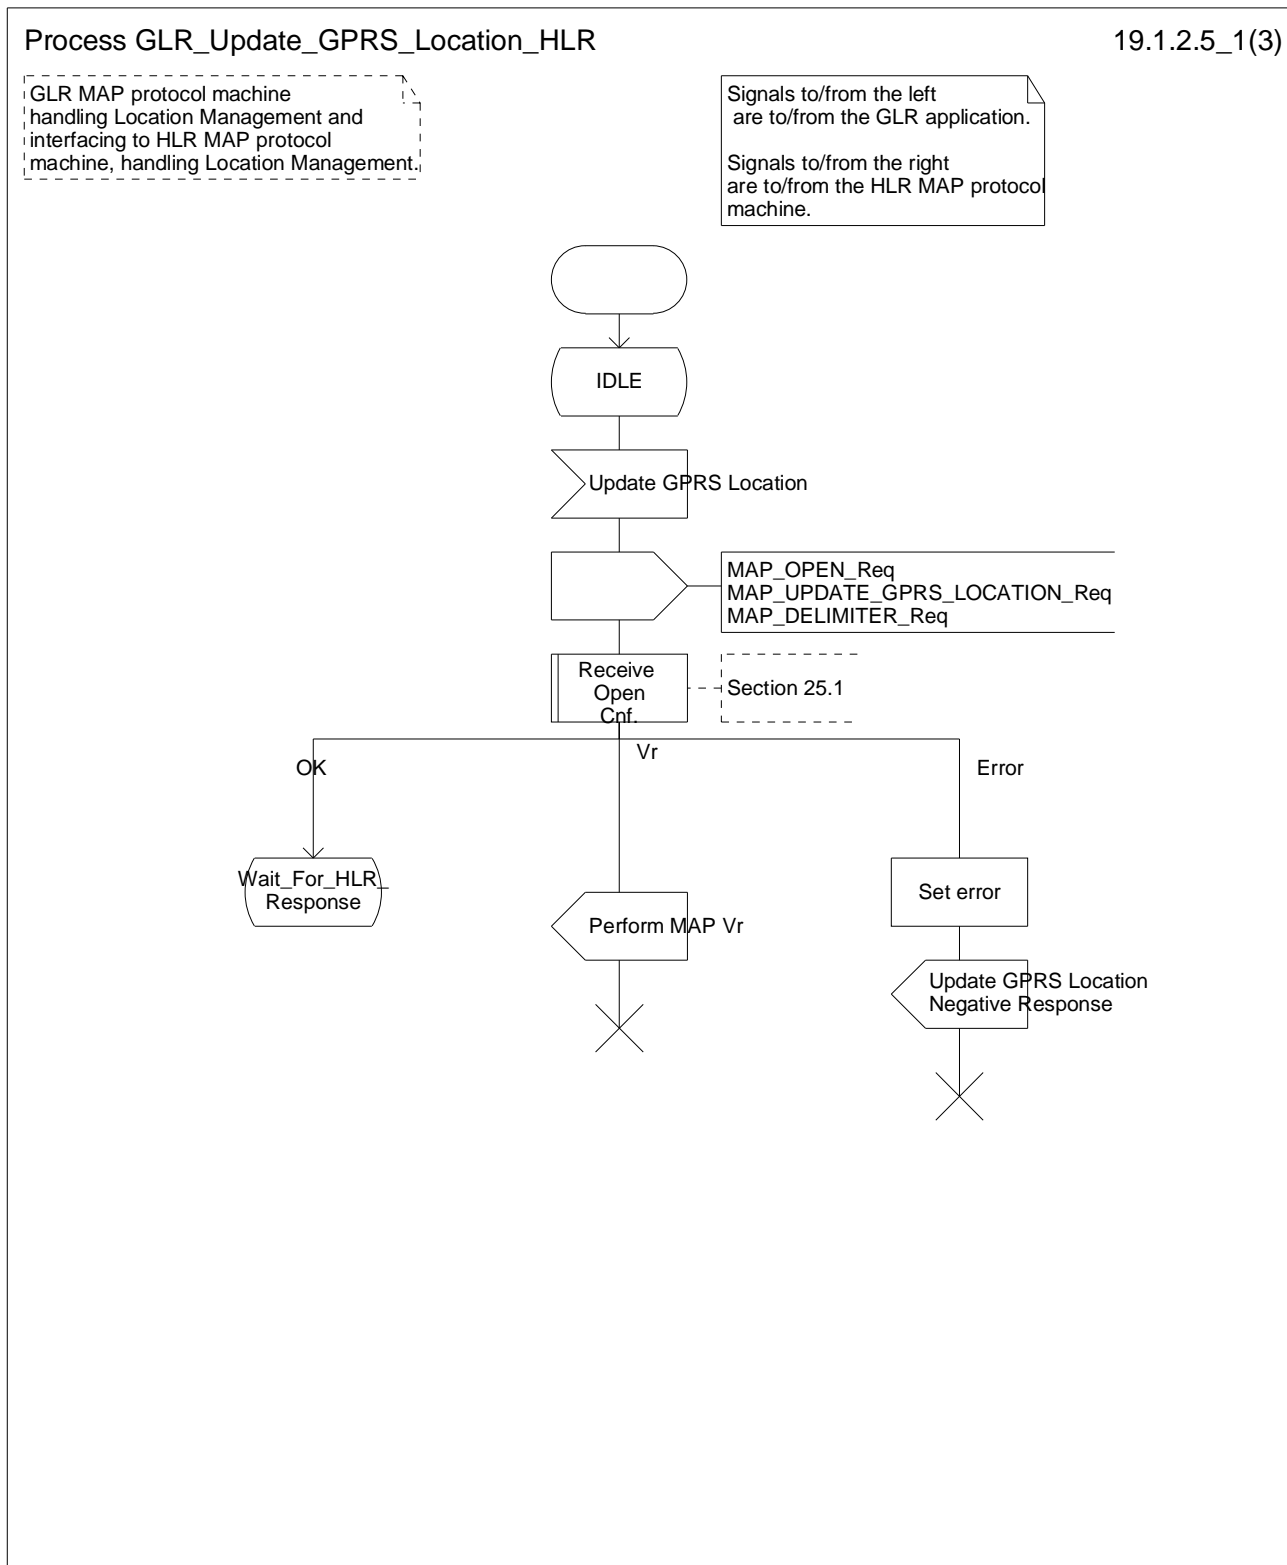 Process GLR_Update_GPRS_Location_HLR
19.1.2.5_1(3)
GLR MAP protocol machine
handling Location Management and
interfacing to HLR MAP protocol
machine, handling Location Management.
Signals to/from the left
are to/from the GLR application.
Signals to/from the right
are to/from the HLR MAP protocol
machine.
IDLE
Update GPRS Location
MAP_OPEN_Req
MAP_UPDATE_GPRS_LOCATION_Req
MAP_DELIMITER_Req
Receive
Open
Cnf.
Section 25.1
OK
Vr
Error
Wait_For_HLR_
Response
Perform MAP Vr
Set error
Update GPRS Location
Negative Response